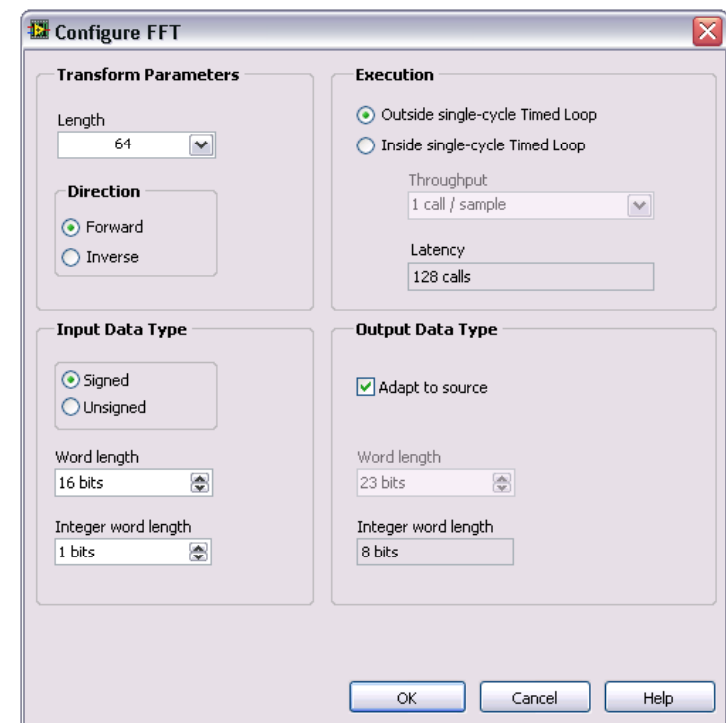 Configure FFT
Transform Parameters
Length
64
Direction
Forward
Inverse
Execution
Outside single-cycle Timed Loop
Inside single-cycle Timed Loop
Throughput
1 call / sample
Latency
128 calls
Input Data Type
Signed
Unsigned
Word length
16 bits
Integer word length
1 bits
Output Data Type
Adapt to source
Word length
23 bits
Integer word length
8 bits
OK
Cancel
Help